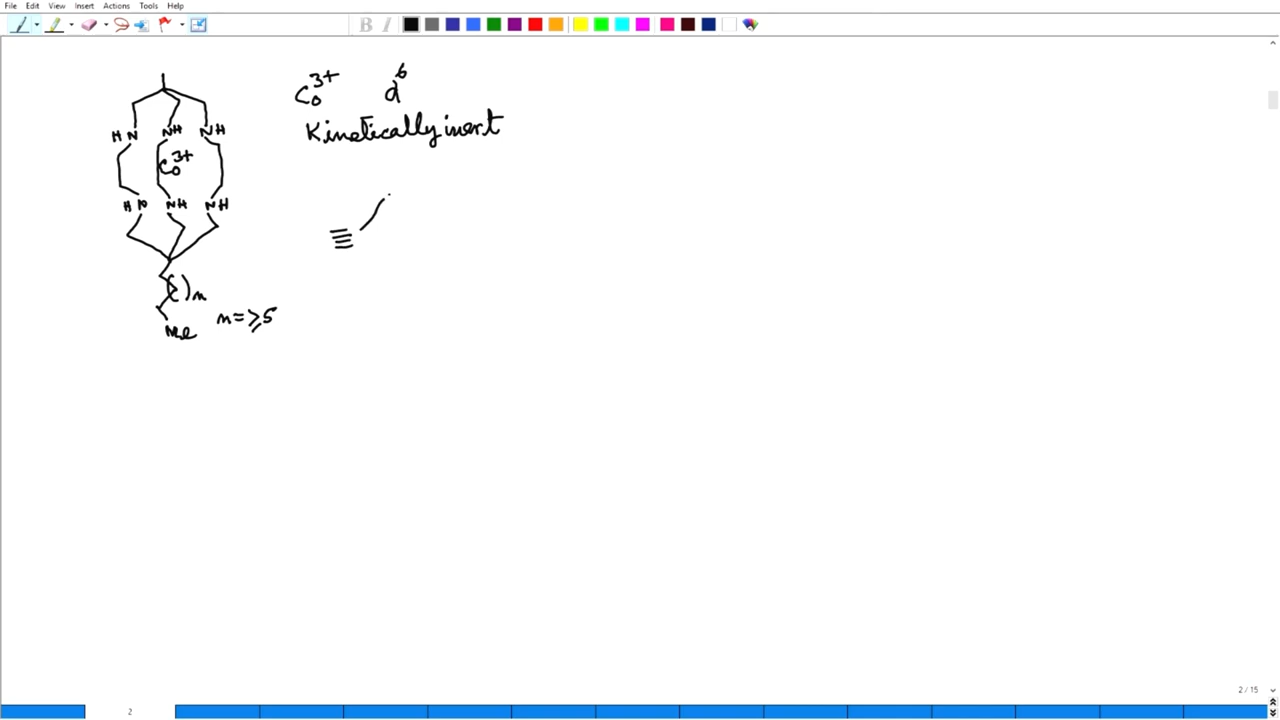 File Edit View Insert Actions Tools Help
B I
Co³⁺ d⁶
Kinetically inert
HN NH NH
Co³⁺
HN NH NH
( )n
n = ≥5
Me
2 / 15
2